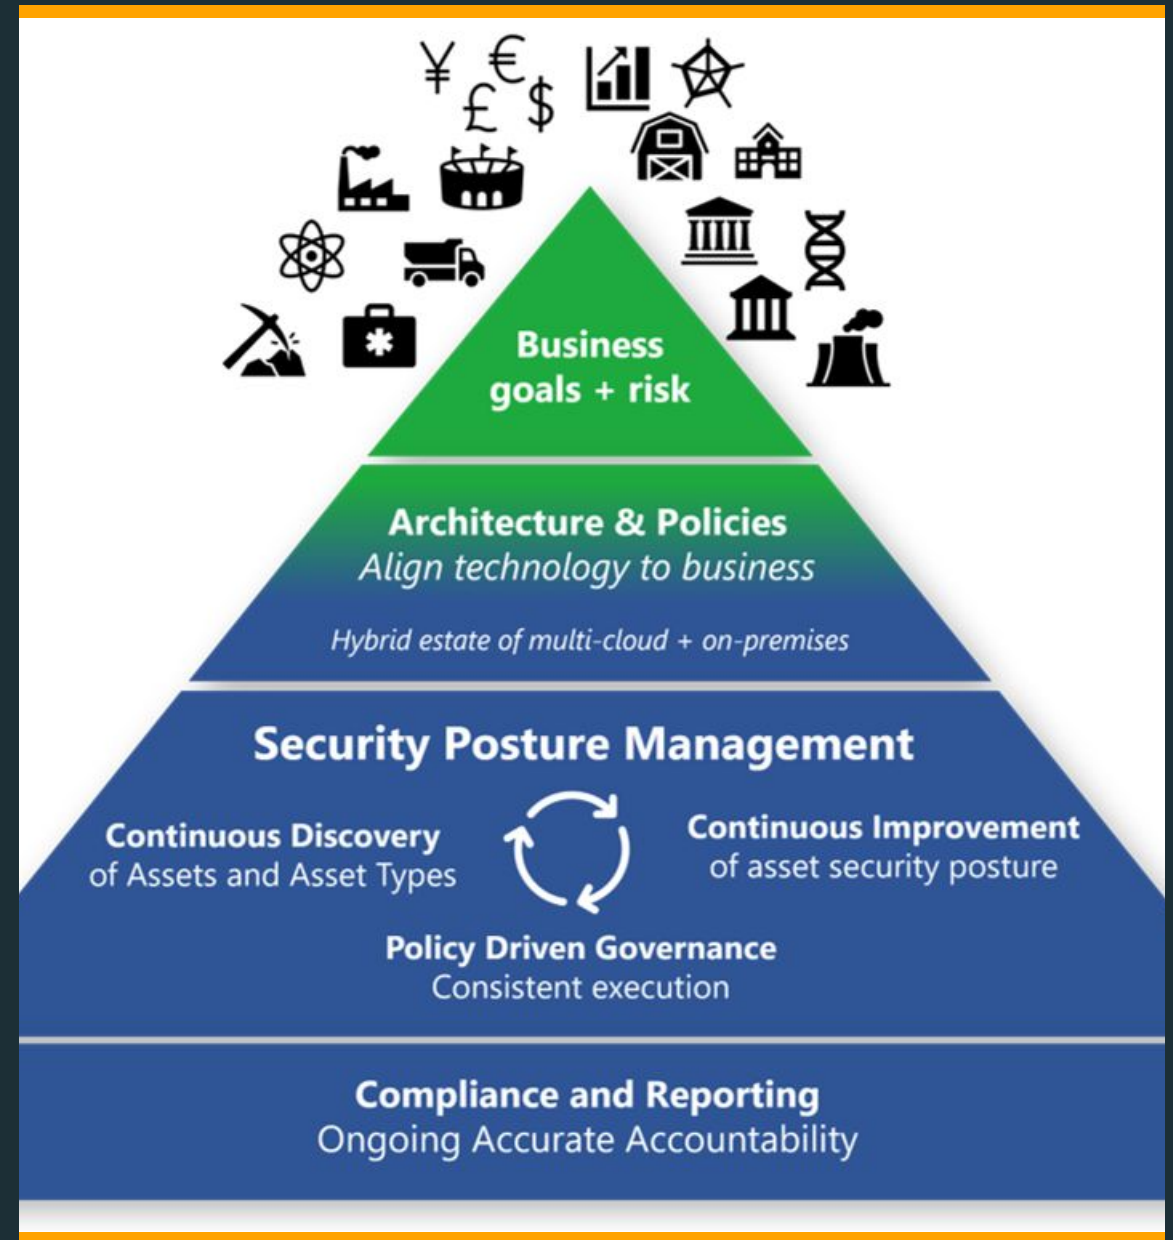 ¥ €
£ $
Business
goals + risk
Architecture & Policies
Align technology to business
Hybrid estate of multi-cloud + on-premises
Security Posture Management
Continuous Discovery
of Assets and Asset Types
Continuous Improvement
of asset security posture
Policy Driven Governance
Consistent execution
Compliance and Reporting
Ongoing Accurate Accountability